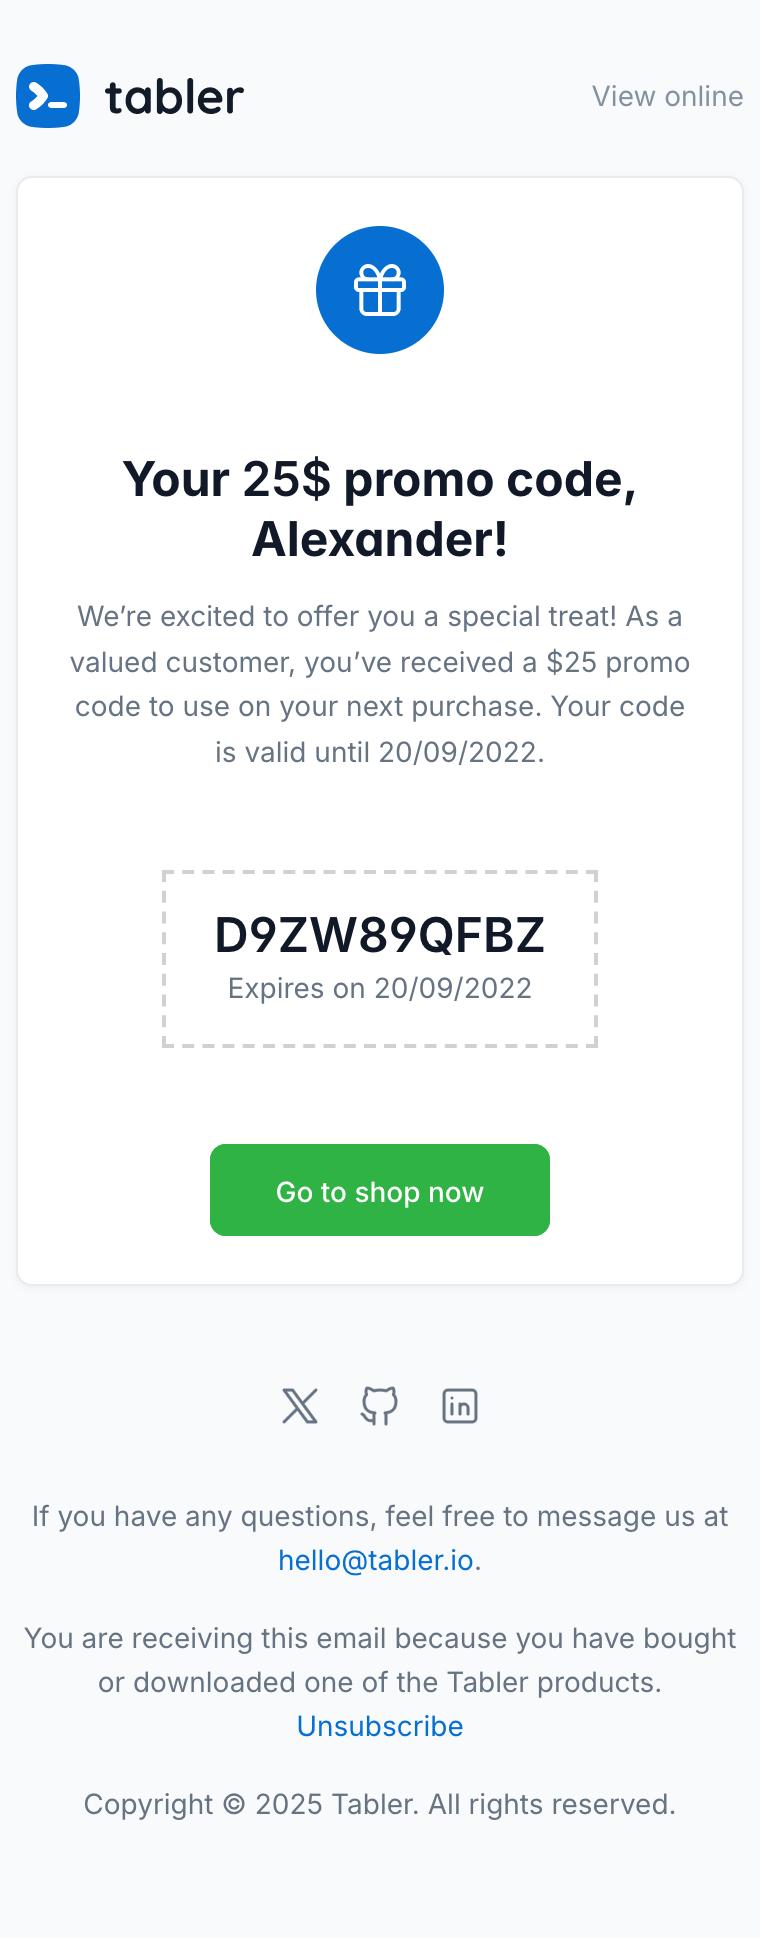 tabler
View online
Your 25$ promo code,
Alexander!
We’re excited to offer you a special treat! As a
valued customer, you’ve received a $25 promo
code to use on your next purchase. Your code
is valid until 20/09/2022.
D9ZW89QFBZ
Expires on 20/09/2022
Go to shop now
If you have any questions, feel free to message us at
hello@tabler.io.
You are receiving this email because you have bought
or downloaded one of the Tabler products.
Unsubscribe
Copyright © 2025 Tabler. All rights reserved.